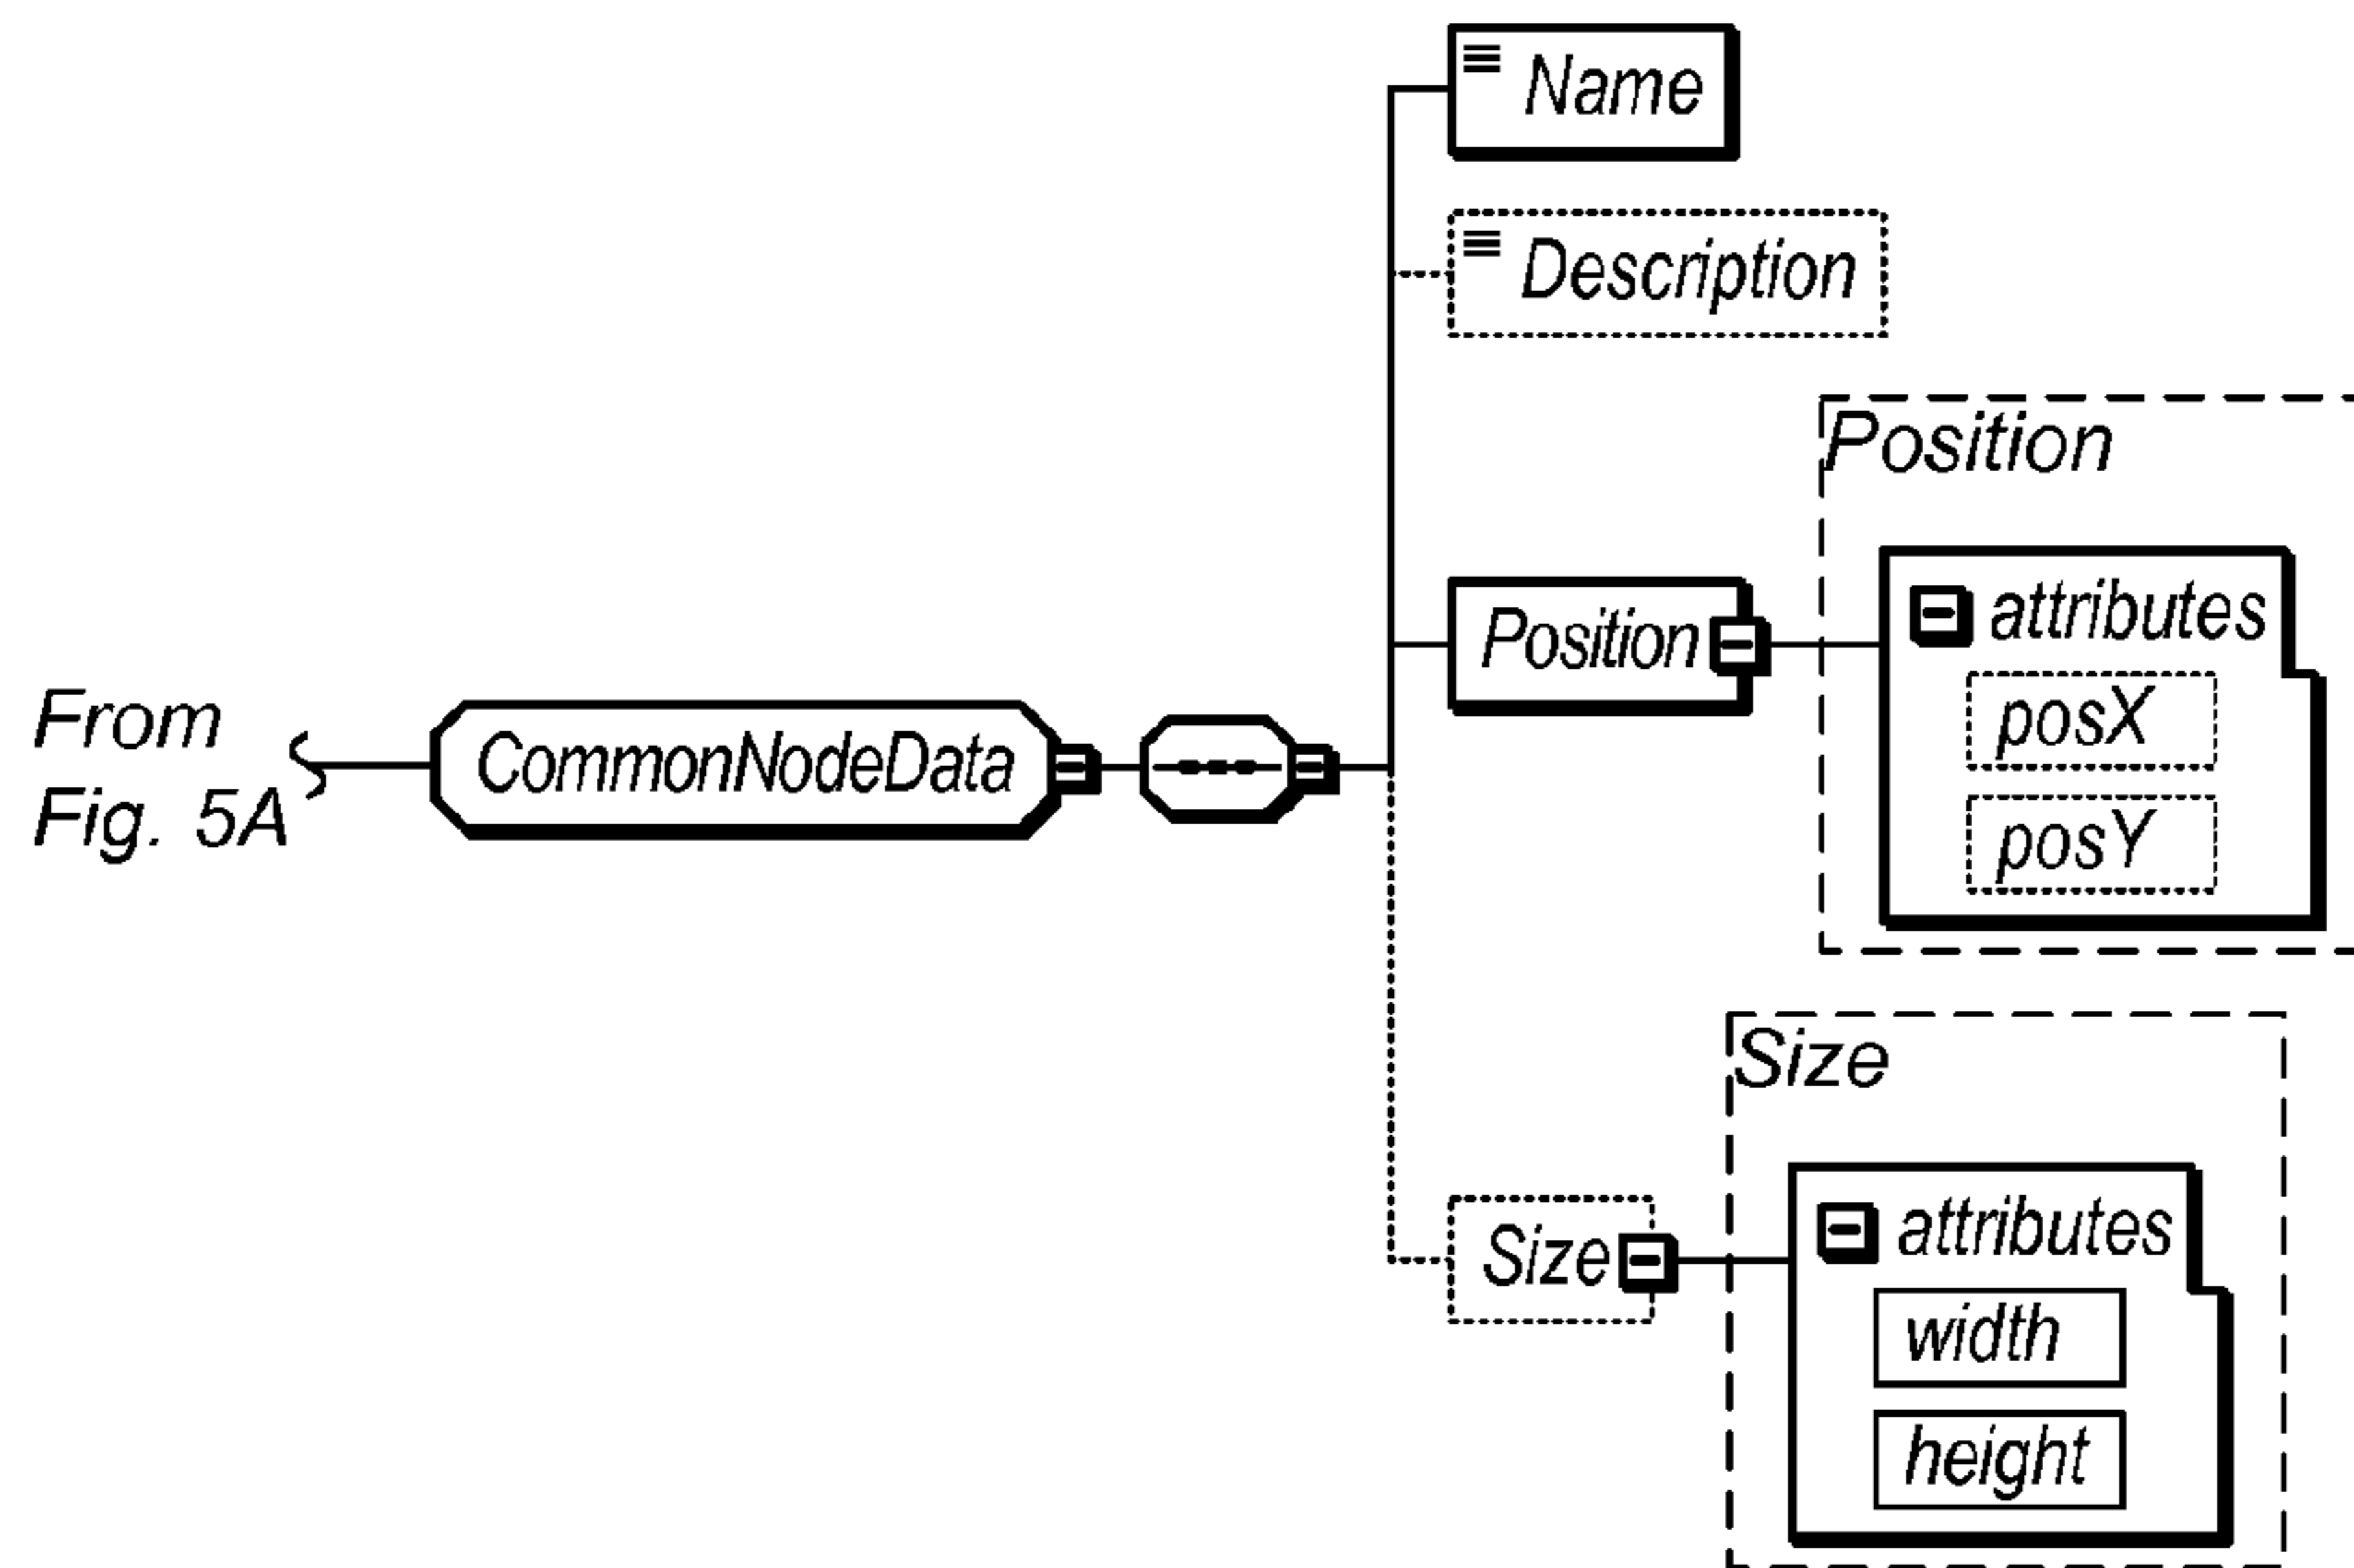 Name
Description
Position
attributes
Position
posX
From
CommonNodeData
Fig. 5A
posY
Size
attributes
Size
width
height